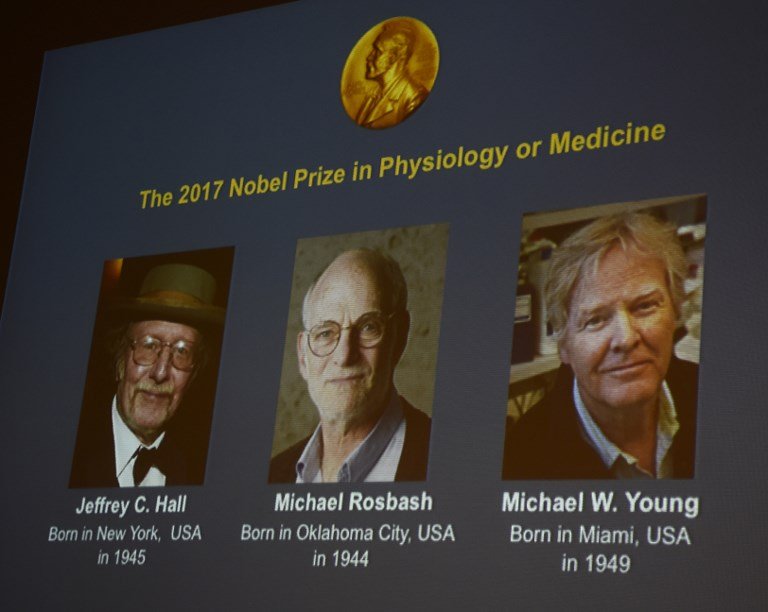 The 2017 Nobel Prize in Physiology or Medicine
Jeffrey C. Hall
Born in New York, USA
in 1945
Michael Rosbash
Born in Oklahoma City, USA
in 1944
Michael W. Young
Born in Miami, USA
in 1949